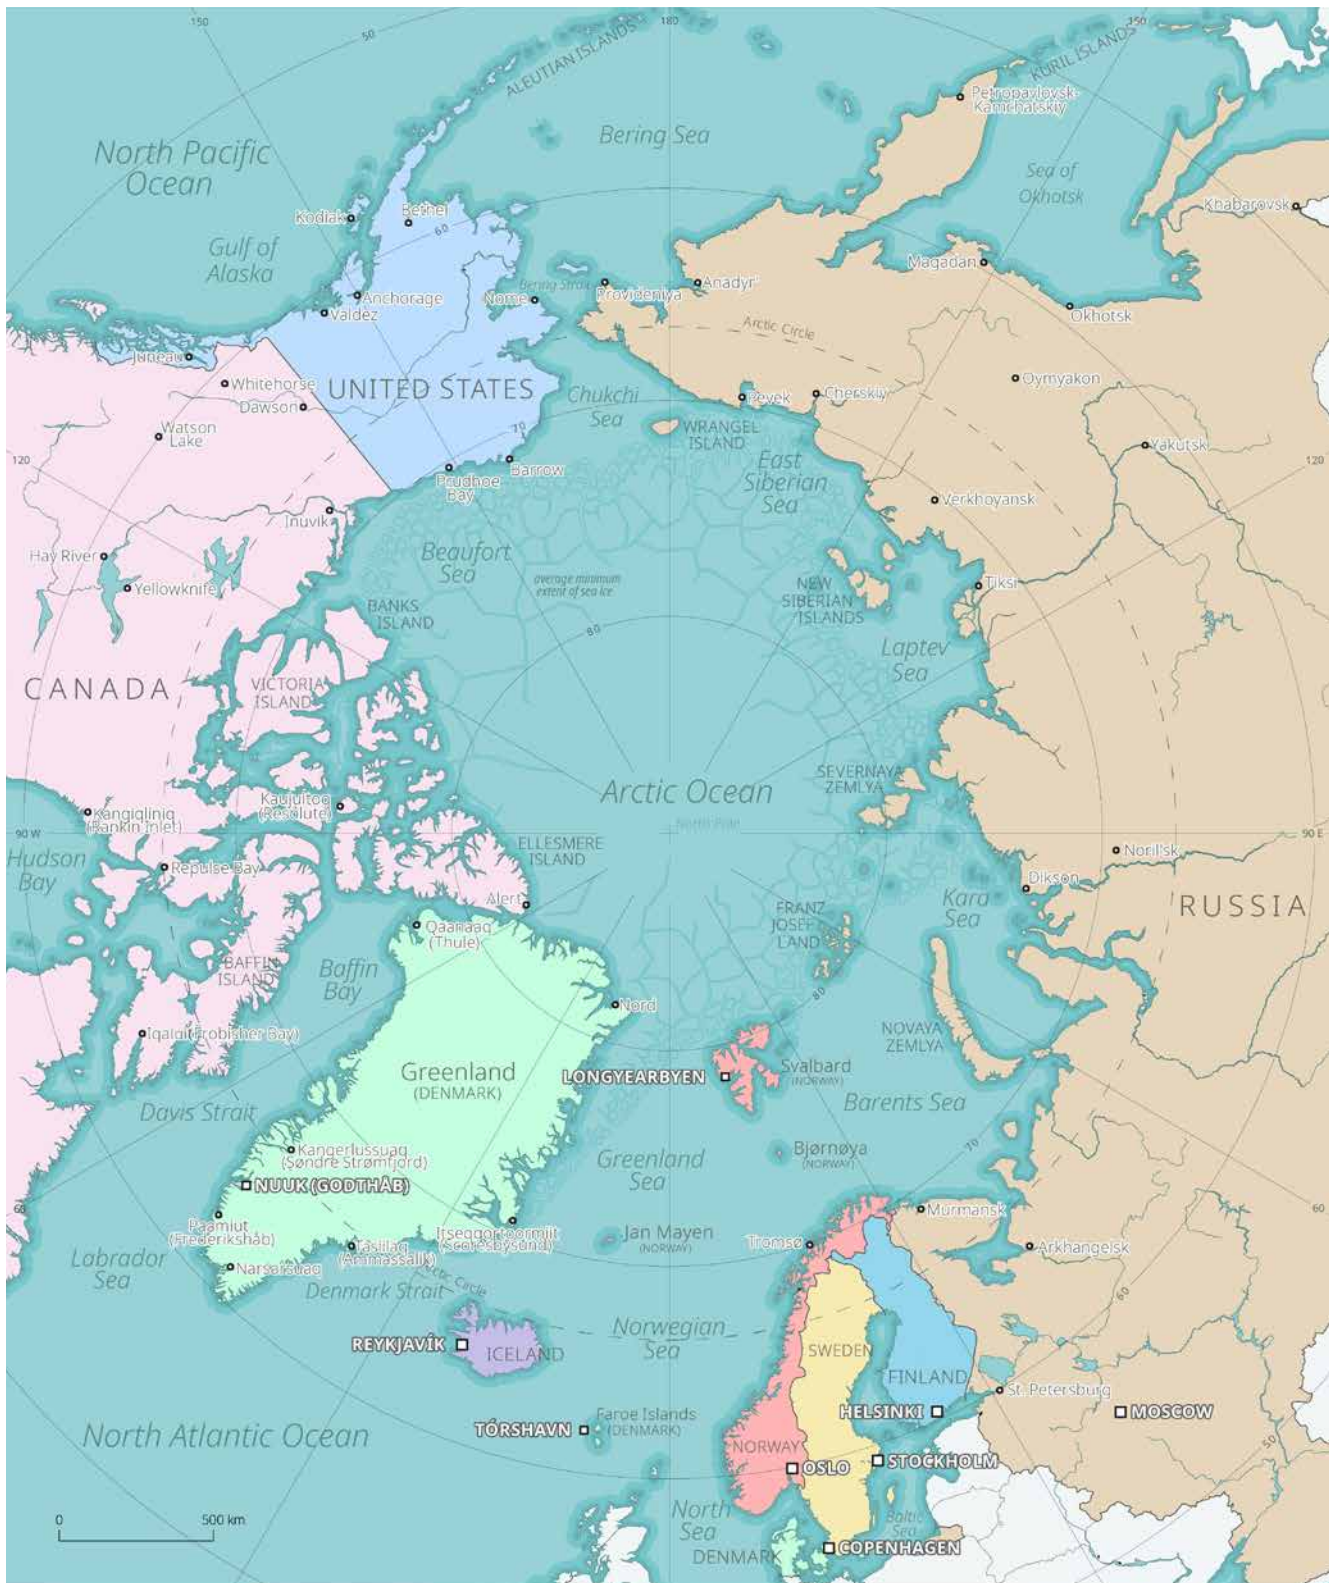 150
180
150
50
ALEUTIAN ISLANDS
KURIL ISLANDS
Petropavlovsk-
Kamchatskiy
North Pacific
Ocean
Bering Sea
Sea of
Okhotsk
Khabarovsk
Kodiak
Bethel
60
Gulf of
Alaska
Magadan
Anchorage
Valdez
Nome
Bering Strait
Provideniya
Anadyr'
Okhotsk
Arctic Circle
Juneau
Whitehorse
Dawson
UNITED STATES
Chukchi
Sea
Pevek
Cherskiy
Oymyakon
Watson
Lake
WRANGEL
ISLAND
70
Yakutsk
120
Barrow
Prudhoe
Bay
East
Siberian
Sea
120
Inuvik
Verkhoyansk
Hay River
Beaufort
Sea
Yellowknife
average minimum
extent of sea ice
NEW
SIBERIAN
ISLANDS
Tiksi
BANKS
ISLAND
80
Laptev
Sea
CANADA
VICTORIA
ISLAND
SEVERNAYA
ZEMLYA
Arctic Ocean
Kaujuitoq
(Resolute)
Kangiqliniq
(Rankin Inlet)
North Pole
90 W
90 E
Hudson
Bay
ELLESMERE
ISLAND
Noril'sk
Repulse Bay
Dikson
Alert
Kara
Sea
RUSSIA
FRANZ
JOSEF
LAND
Qaanaaq
(Thule)
BAFFIN
ISLAND
Baffin
Bay
80
Nord
Iqaluit (Frobisher Bay)
NOVAYA
ZEMLYA
Greenland
(DENMARK)
LONGYEARBYEN
Svalbard
(NORWAY)
Davis Strait
Barents Sea
Kangerlussuaq
(Søndre Strømfjord)
Greenland
Sea
Bjørnøya
(NORWAY)
70
NUUK (GODTHÅB)
60
60
Paamiut
(Frederikshåb)
Ittoqqortoormiit
(Scoresbysund)
Jan Mayen
(NORWAY)
Murmansk
Tromsø
Arkhangelsk
Labrador
Sea
Narsarsuaq
Tasiilaq
(Ammassalik)
Arctic Circle
Denmark Strait
60
Norwegian
Sea
REYKJAVÍK
ICELAND
SWEDEN
FINLAND
St. Petersburg
HELSINKI
MOSCOW
North Atlantic Ocean
TÓRSHAVN
Faroe Islands
(DENMARK)
NORWAY
OSLO
STOCKHOLM
50
0
500 km
North
Sea
Baltic
Sea
DENMARK
COPENHAGEN